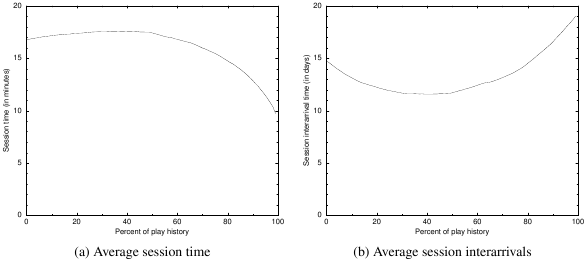 20
15
10
5
0
Session time (in minutes)
0 20 40 60 80 100
Percent of play history
(a) Average session time
20
15
10
5
0
Session interarrival time (in days)
0 20 40 60 80 100
Percent of play history
(b) Average session interarrivals